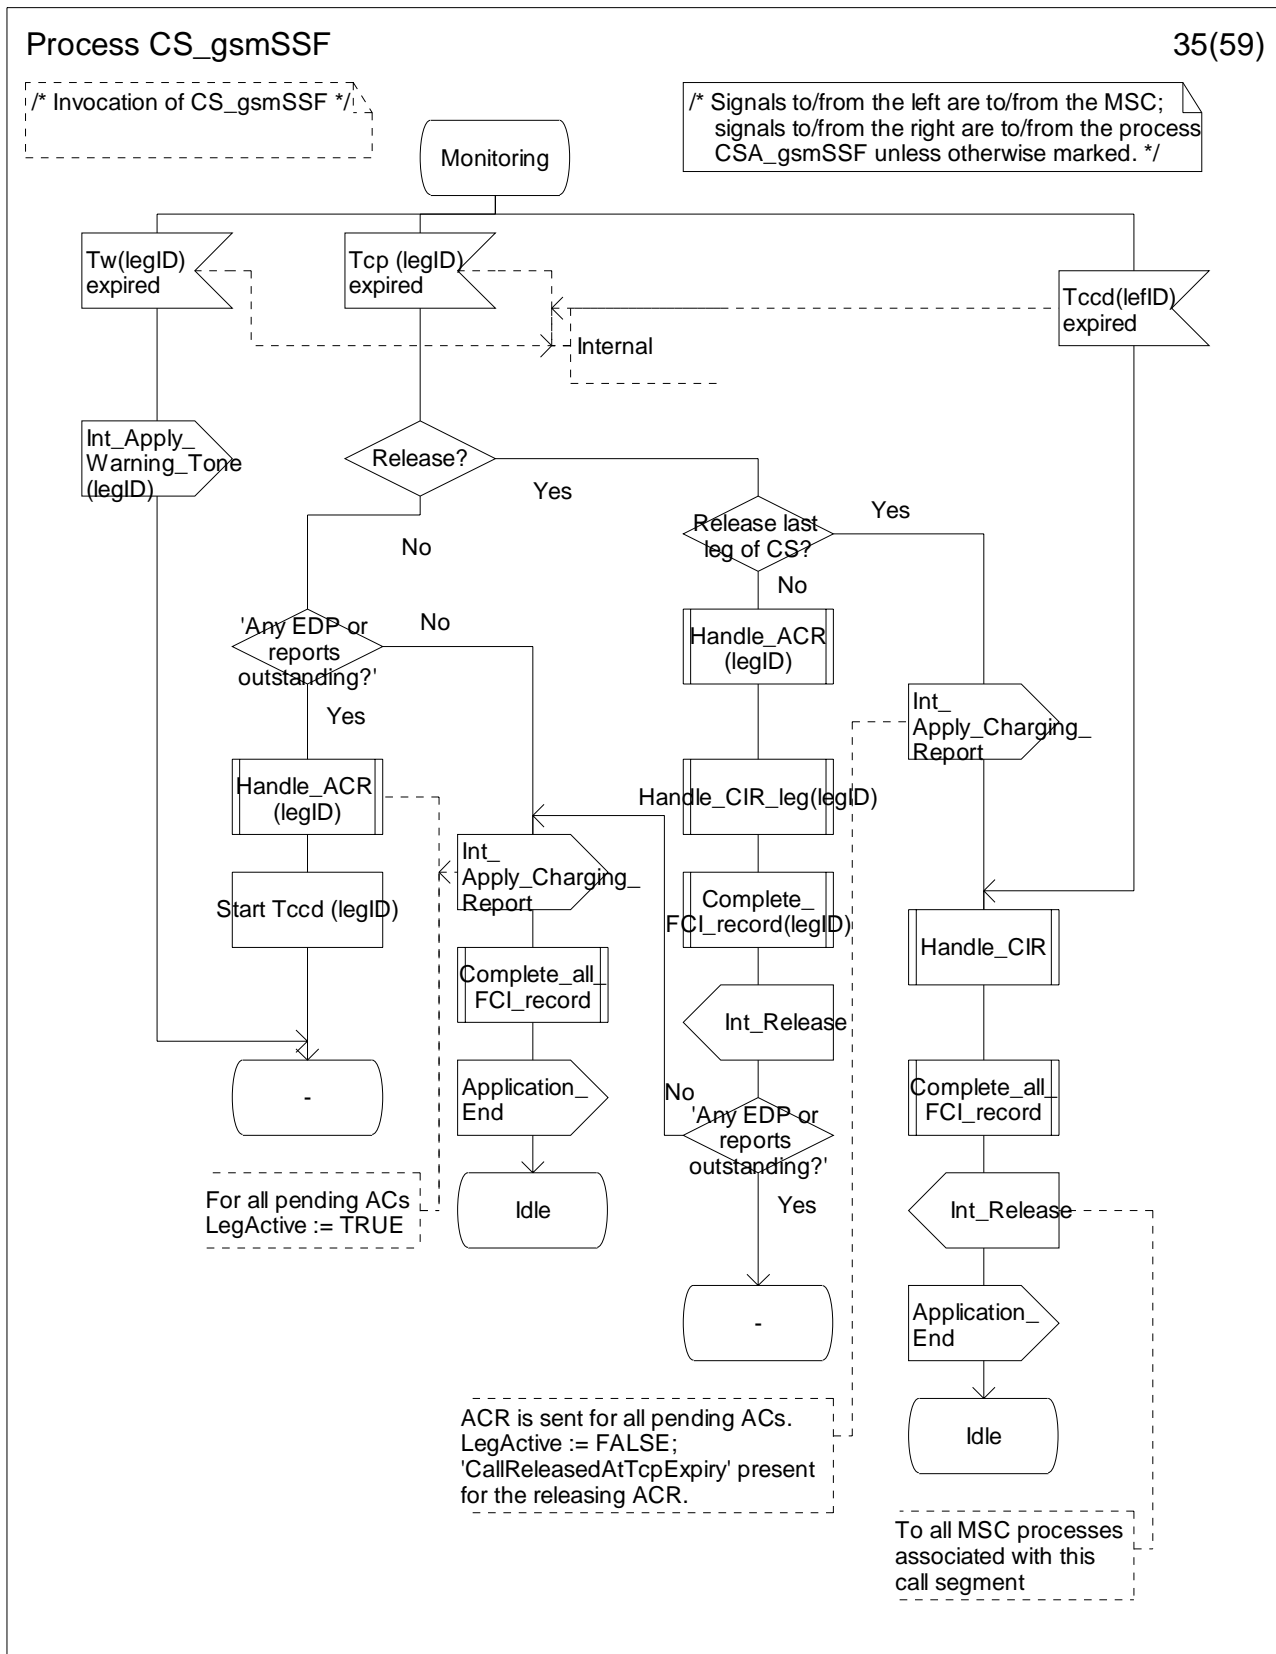 Process CS_gsmSSF
35(59)
/* Invocation of CS_gsmSSF */
/* Signals to/from the left are to/from the MSC;
signals to/from the right are to/from the process
CSA_gsmSSF unless otherwise marked. */
Monitoring
Tw(legID)
expired
Tcp (legID)
expired
Tccd(lefID)
expired
Internal
Int_Apply_
Warning_Tone
(legID)
Release?
Yes
No
Release last
leg of CS?
Yes
No
'Any EDP or
reports
outstanding?'
No
Yes
Handle_ACR
(legID)
Int_
Apply_Charging_
Report
Handle_ACR
(legID)
Handle_CIR_leg(legID)
Int_
Apply_Charging_
Report
Start Tccd (legID)
Complete_
FCI_record(legID)
Handle_CIR
Complete_all_
FCI_record
Int_Release
-
Application_
End
No
'Any EDP or
reports
outstanding?'
Yes
Complete_all_
FCI_record
For all pending ACs
LegActive := TRUE
Idle
Int_Release
-
Application_
End
ACR is sent for all pending ACs.
LegActive := FALSE;
'CallReleasedAtTcpExpiry' present
for the releasing ACR.
Idle
To all MSC processes
associated with this
call segment